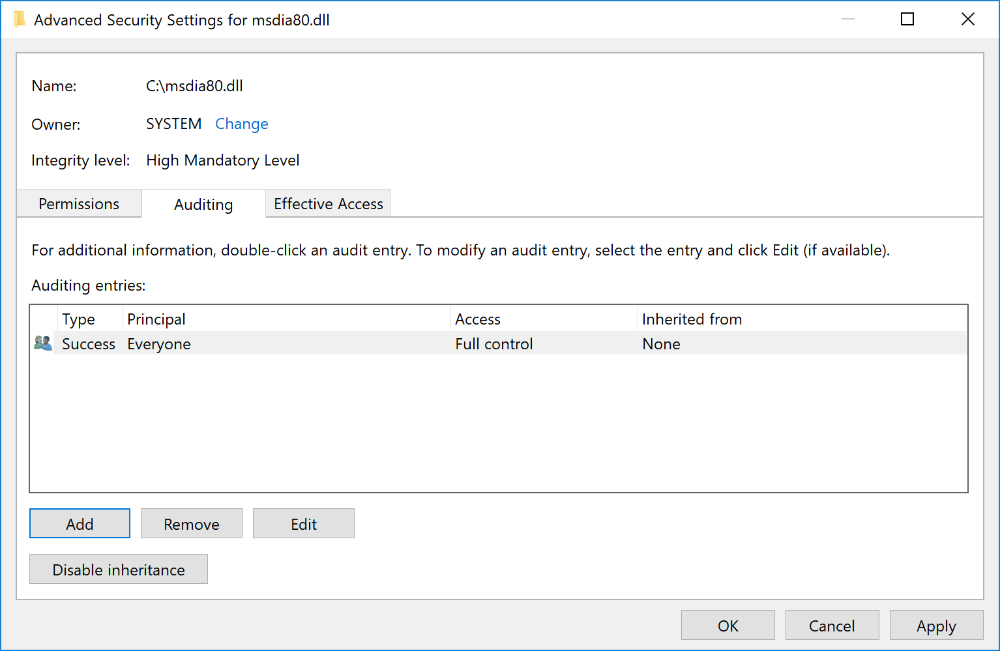 Advanced Security Settings for msdia80.dll
Name: C:\msdia80.dll
Owner: SYSTEM Change
Integrity level: High Mandatory Level
Permissions Auditing Effective Access
For additional information, double-click an audit entry. To modify an audit entry, select the entry and click Edit (if available).
Auditing entries:
Type Principal Access Inherited from
Success Everyone Full control None
Add Remove Edit
Disable inheritance
OK Cancel Apply